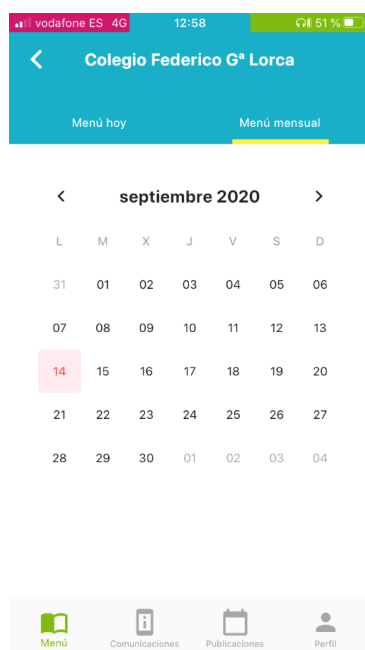 vodafone ES 4G 12:58 51 %
Colegio Federico Gª Lorca
Menú hoy Menú mensual
septiembre 2020
L M X J V S D
31 01 02 03 04 05 06
07 08 09 10 11 12 13
14 15 16 17 18 19 20
21 22 23 24 25 26 27
28 29 30 01 02 03 04
Menú Comunicaciones Publicaciones Perfil